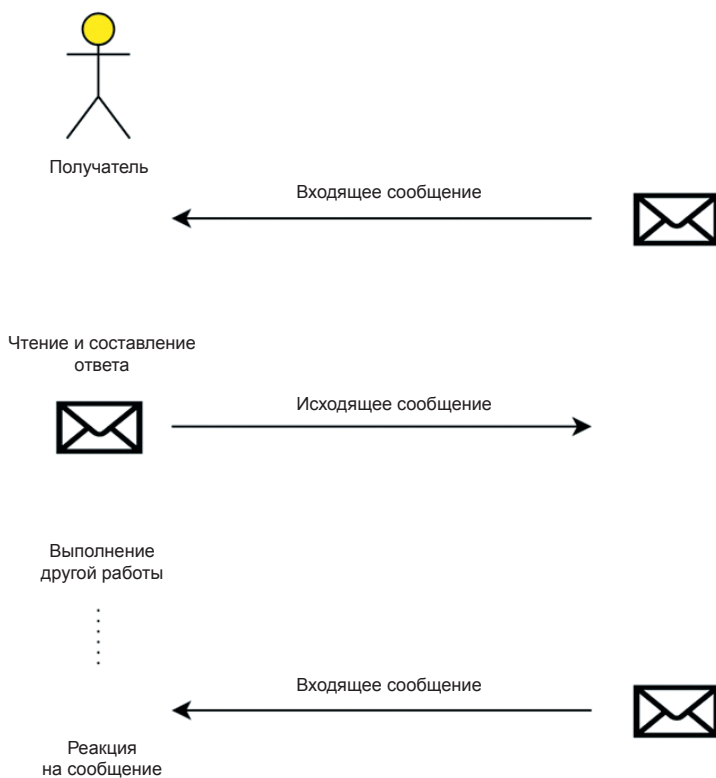 Получатель
Входящее сообщение
Чтение и составление
ответа
Исходящее сообщение
Выполнение
другой работы
Входящее сообщение
Реакция
на сообщение